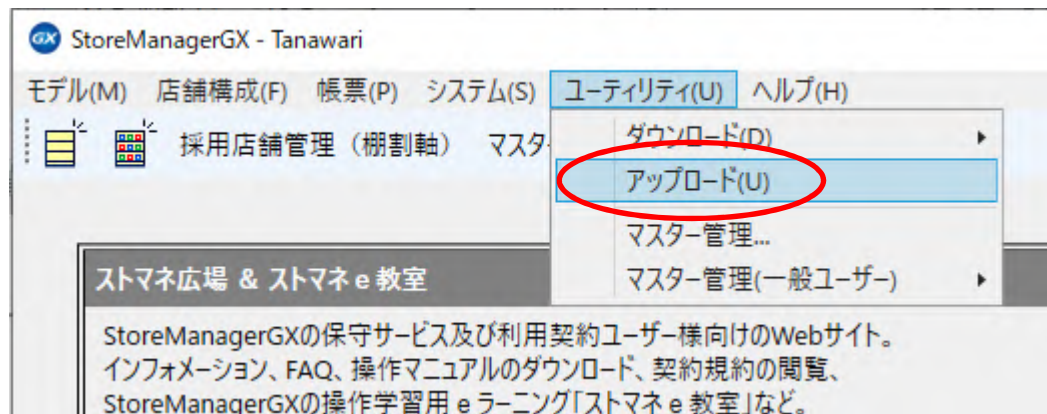 GX StoreManagerGX - Tanawari
モデル(M) 店舗構成(F) 帳票(P) システム(S) ユーティリティ(U) ヘルプ(H)
採用店舗管理（棚割軸） マスター
ダウンロード(D)
アップロード(U)
マスター管理...
マスター管理(一般ユーザー)
ストマネ広場 & ストマネe教室
StoreManagerGXの保守サービス及び利用契約ユーザー様向けのWebサイト。
インフォメーション、FAQ、操作マニュアルのダウンロード、契約規約の閲覧、
StoreManagerGXの操作学習用eラーニング「ストマネe教室」など。